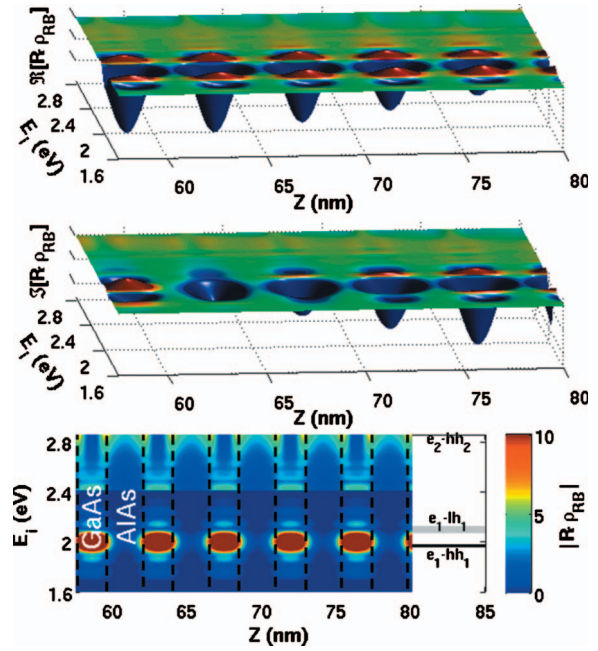 ℜ[R·ρRB]
2.8
2.4
2
1.6
Ei (eV)
60 65 70 75 80
Z (nm)
ℑ[R·ρRB]
2.8
2.4
2
1.6
Ei (eV)
60 65 70 75 80
Z (nm)
2.8
2.4
2
1.6
Ei (eV)
GaAs
AlAs
e2-hh2
e1-lh1
e1-hh1
60 65 70 75 80 85
Z (nm)
10
5
0
|R·ρRB|